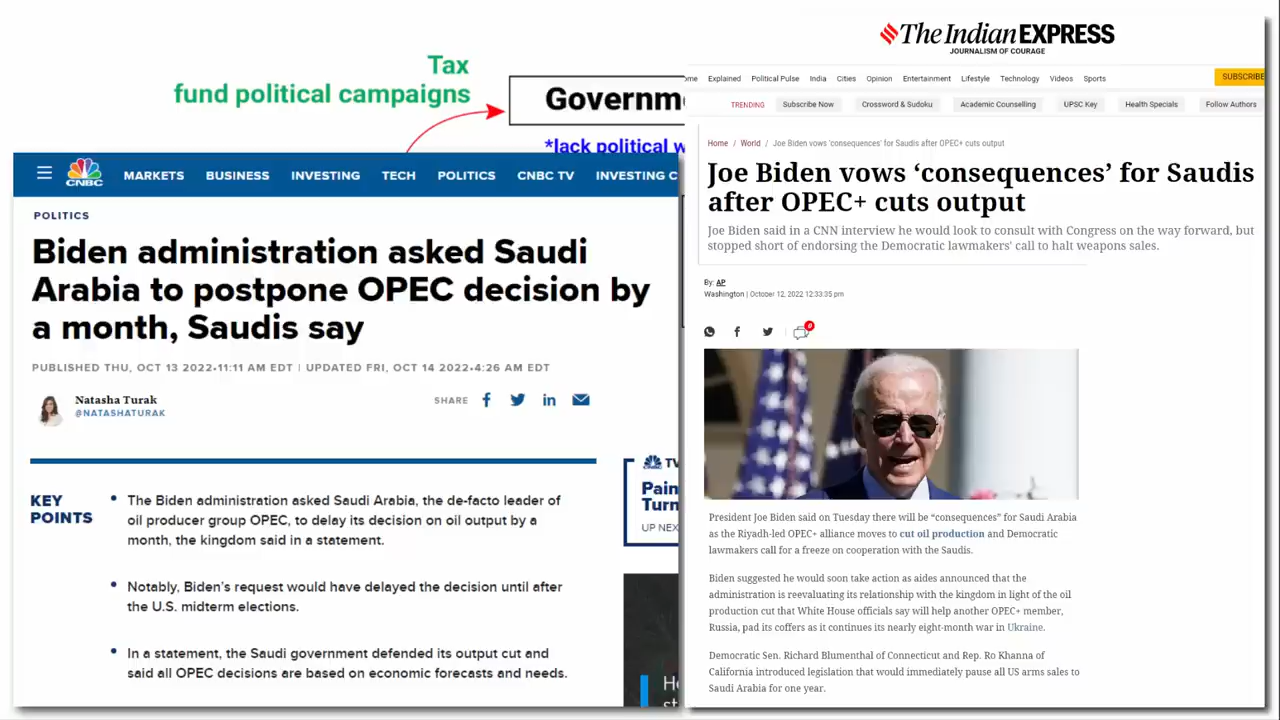 Tax
fund political campaigns
Governm
*lack political w
CNBC
MARKETS BUSINESS INVESTING TECH POLITICS CNBC TV INVESTING C
POLITICS
Biden administration asked Saudi
Arabia to postpone OPEC decision by
a month, Saudis say
PUBLISHED THU, OCT 13 2022•11:11 AM EDT | UPDATED FRI, OCT 14 2022•4:26 AM EDT
Natasha Turak
@NATASHATURAK
SHARE
KEY
POINTS
• The Biden administration asked Saudi Arabia, the de-facto leader of
oil producer group OPEC, to delay its decision on oil output by a
month, the kingdom said in a statement.
• Notably, Biden's request would have delayed the decision until after
the U.S. midterm elections.
• In a statement, the Saudi government defended its output cut and
said all OPEC decisions are based on economic forecasts and needs.
TV
Pain
Turn
UP NEX
He
st
The Indian EXPRESS
JOURNALISM OF COURAGE
me Explained Political Pulse India Cities Opinion Entertainment Lifestyle Technology Videos Sports
SUBSCRIBE
TRENDING Subscribe Now Crossword & Sudoku Academic Counselling UPSC Key Health Specials Follow Authors
Home / World / Joe Biden vows 'consequences' for Saudis after OPEC+ cuts output
Joe Biden vows ‘consequences’ for Saudis
after OPEC+ cuts output
Joe Biden said in a CNN interview he would look to consult with Congress on the way forward, but
stopped short of endorsing the Democratic lawmakers' call to halt weapons sales.
By: AP
Washington | October 12, 2022 12:33:35 pm
0
President Joe Biden said on Tuesday there will be “consequences” for Saudi Arabia
as the Riyadh-led OPEC+ alliance moves to cut oil production and Democratic
lawmakers call for a freeze on cooperation with the Saudis.
Biden suggested he would soon take action as aides announced that the
administration is reevaluating its relationship with the kingdom in light of the oil
production cut that White House officials say will help another OPEC+ member,
Russia, pad its coffers as it continues its nearly eight-month war in Ukraine.
Democratic Sen. Richard Blumenthal of Connecticut and Rep. Ro Khanna of
California introduced legislation that would immediately pause all US arms sales to
Saudi Arabia for one year.